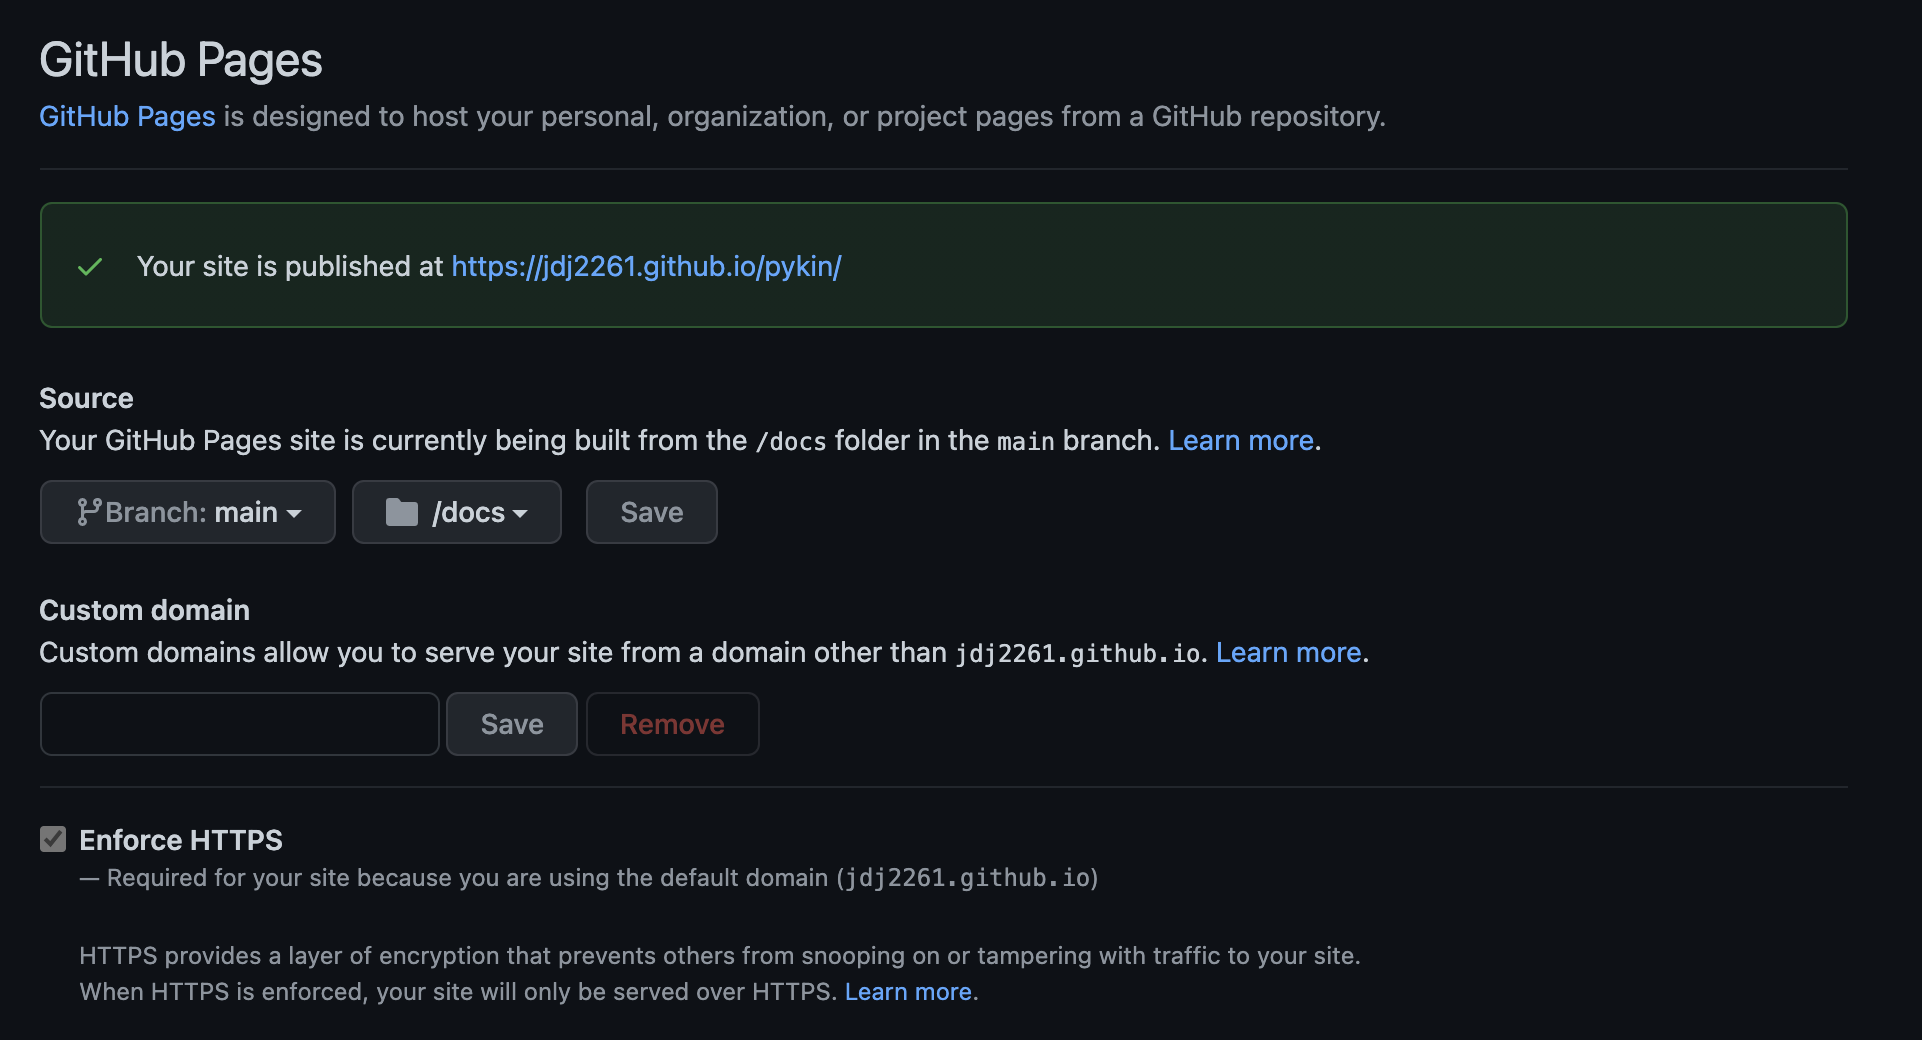 GitHub Pages
GitHub Pages is designed to host your personal, organization, or project pages from a GitHub repository.
Your site is published at https://jdj2261.github.io/pykin/
Source
Your GitHub Pages site is currently being built from the /docs folder in the main branch. Learn more.
Branch: main /docs Save
Custom domain
Custom domains allow you to serve your site from a domain other than jdj2261.github.io. Learn more.
Save Remove
Enforce HTTPS
— Required for your site because you are using the default domain (jdj2261.github.io)
HTTPS provides a layer of encryption that prevents others from snooping on or tampering with traffic to your site.
When HTTPS is enforced, your site will only be served over HTTPS. Learn more.